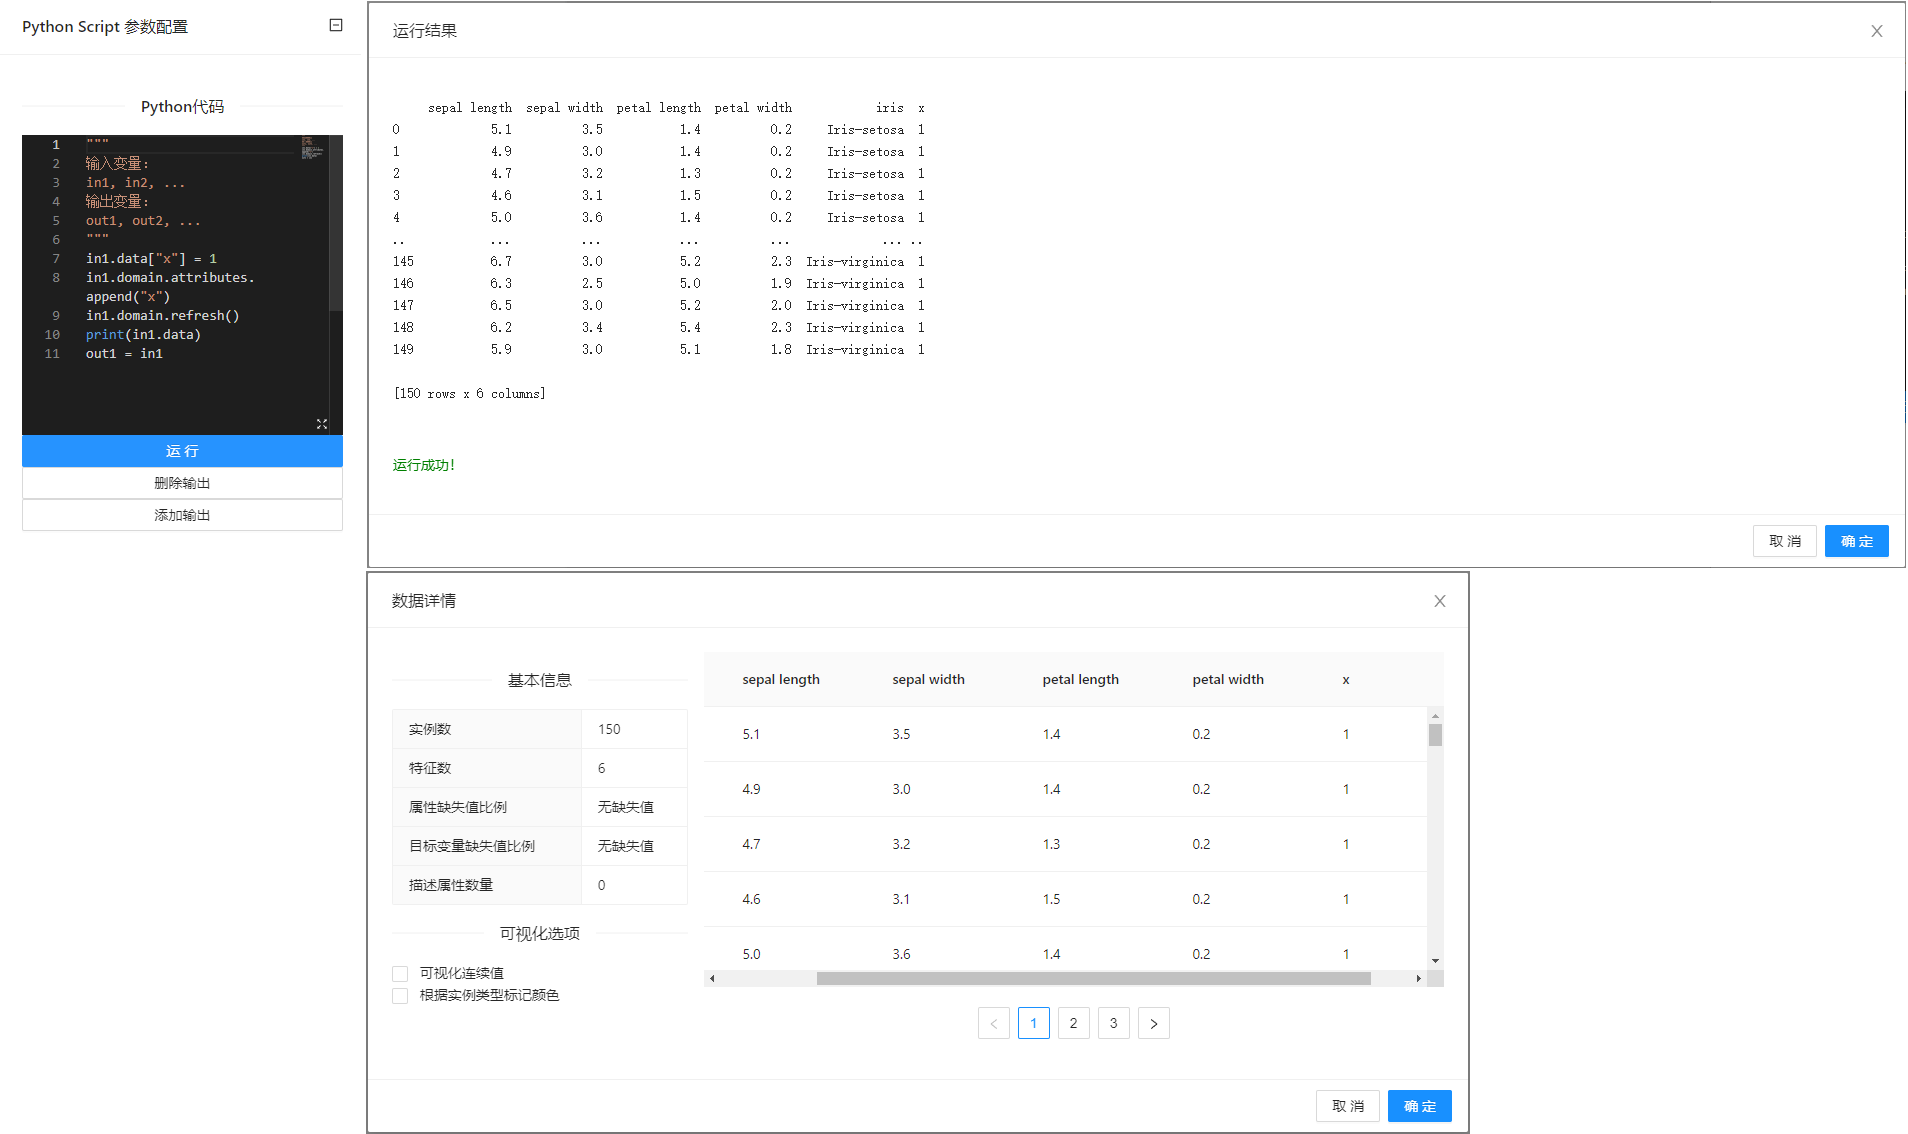 Python Script 参数配置
Python代码
1 """
2 输入变量:
3 in1, in2, ...
4 输出变量:
5 out1, out2, ...
6 """
7 in1.data["x"] = 1
8 in1.domain.attributes.
append("x")
9 in1.domain.refresh()
10 print(in1.data)
11 out1 = in1
运 行
删除输出
添加输出
运行结果
sepal length sepal width petal length petal width iris x
0 5.1 3.5 1.4 0.2 Iris-setosa 1
1 4.9 3.0 1.4 0.2 Iris-setosa 1
2 4.7 3.2 1.3 0.2 Iris-setosa 1
3 4.6 3.1 1.5 0.2 Iris-setosa 1
4 5.0 3.6 1.4 0.2 Iris-setosa 1
.. ... ... ... ... ... ..
145 6.7 3.0 5.2 2.3 Iris-virginica 1
146 6.3 2.5 5.0 1.9 Iris-virginica 1
147 6.5 3.0 5.2 2.0 Iris-virginica 1
148 6.2 3.4 5.4 2.3 Iris-virginica 1
149 5.9 3.0 5.1 1.8 Iris-virginica 1
[150 rows x 6 columns]
运行成功!
取 消 确 定
数据详情
基本信息
实例数 150
特征数 6
属性缺失值比例 无缺失值
目标变量缺失值比例 无缺失值
描述属性数量 0
可视化选项
可视化连续值
根据实例类型标记颜色
sepal length sepal width petal length petal width x
5.1 3.5 1.4 0.2 1
4.9 3.0 1.4 0.2 1
4.7 3.2 1.3 0.2 1
4.6 3.1 1.5 0.2 1
5.0 3.6 1.4 0.2 1
< 1 2 3 >
取 消 确 定